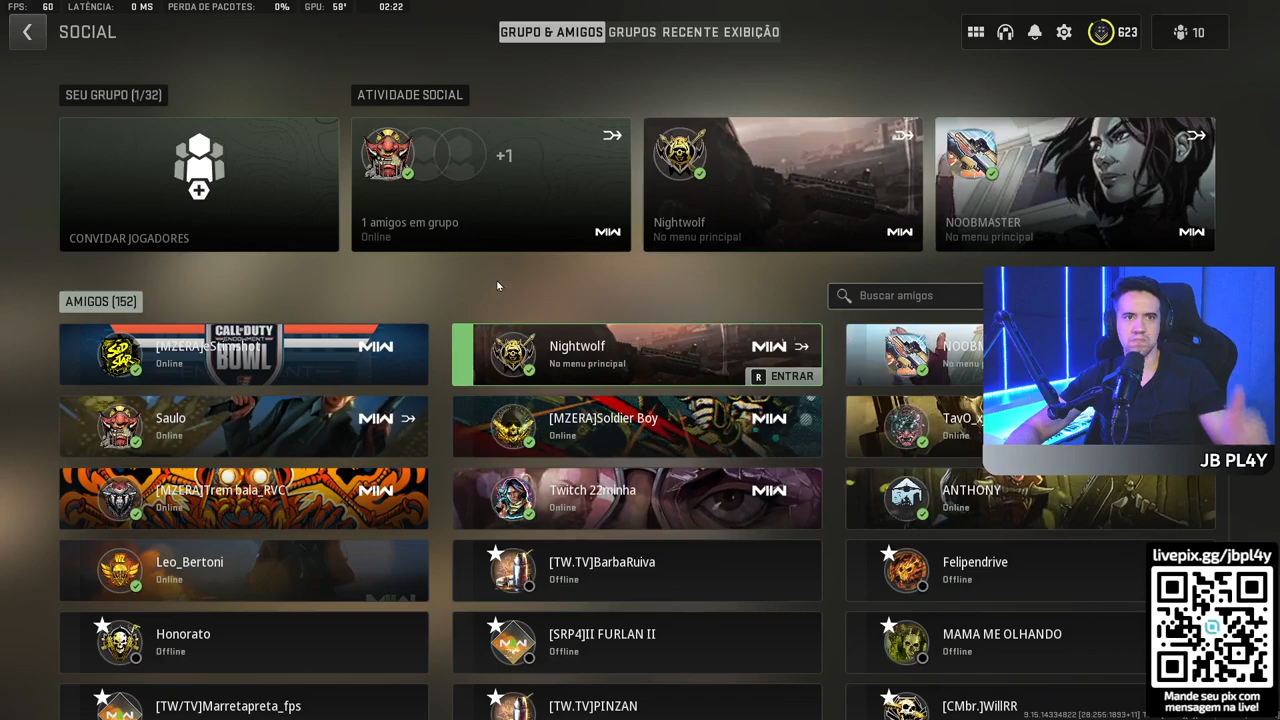 FPS: 60 LATÊNCIA: 0 MS PERDA DE PACOTES: 0% GPU: 58° 02:22
SOCIAL
GRUPO & AMIGOS GRUPOS RECENTE EXIBIÇÃO
623
10
SEU GRUPO (1/32)
ATIVIDADE SOCIAL
CONVIDAR JOGADORES
+1
1 amigos em grupo
Online
MW
Nightwolf
No menu principal
MW
NOOBMASTER
No menu principal
MW
AMIGOS (152)
Buscar amigos
CALL OF DUTY
ENDOWMENT
BOWL
Online
MW
Nightwolf
No menu principal
MW
R ENTRAR
NOOBM
Saulo
Online
MW
[MZERA]Soldier Boy
Online
MW
TavO_x
Online
[MZERA]Trem bala_RVC
Online
MW
Twitch 22minha
Online
MW
ANTHONY
Online
JB PL4Y
Leo_Bertoni
Online
[TW.TV]BarbaRuiva
Offline
Felipendrive
Offline
Honorato
Offline
[SRP4]II FURLAN II
Offline
MAMA ME OLHANDO
Offline
[TW/TV]Marretapreta_fps
[TW.TV]PINZAN
[CMbr.]WillRR
livepix.gg/jbpl4y
Mande seu pix com
mensagem na live!